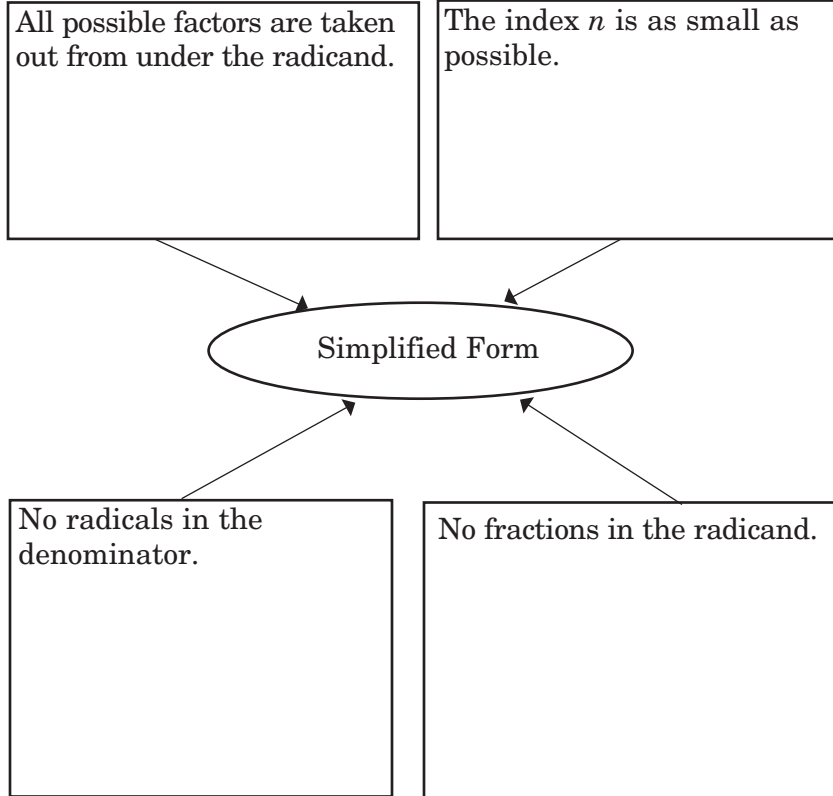 All possible factors are taken
out from under the radicand.
The index n is as small as
possible.
Simplified Form
No radicals in the
denominator.
No fractions in the radicand.